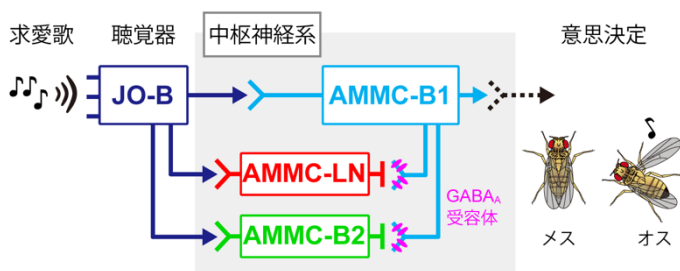 求愛歌
聴覚器
中枢神経系
意思決定
JO-B
AMMC-B1
AMMC-LN
GABAA
受容体
AMMC-B2
メス
オス